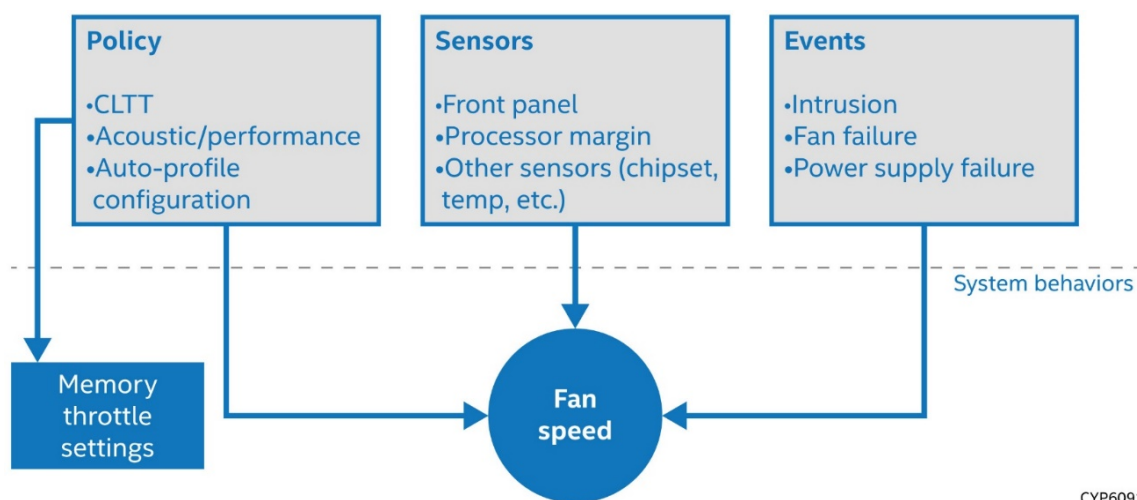 Policy
•CLTT
•Acoustic/performance
•Auto-profile
configuration
Sensors
•Front panel
•Processor margin
•Other sensors (chipset,
temp, etc.)
Events
•Intrusion
•Fan failure
•Power supply failure
System behaviors
Memory
throttle
settings
Fan
speed